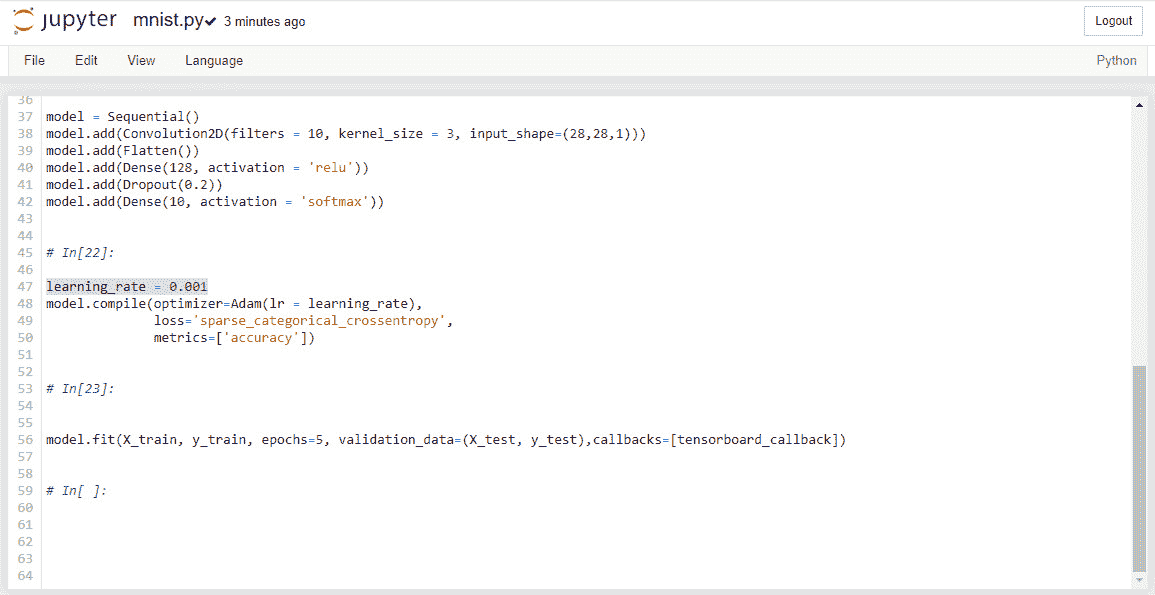 jupyter mnist.py 3 minutes ago Logout
File Edit View Language Python
36
37 model = Sequential()
38 model.add(Convolution2D(filters = 10, kernel_size = 3, input_shape=(28,28,1)))
39 model.add(Flatten())
40 model.add(Dense(128, activation = 'relu'))
41 model.add(Dropout(0.2))
42 model.add(Dense(10, activation = 'softmax'))
43
44
45 # In[22]:
46
47 learning_rate = 0.001
48 model.compile(optimizer=Adam(lr = learning_rate),
49 loss='sparse_categorical_crossentropy',
50 metrics=['accuracy'])
51
52
53 # In[23]:
54
55
56 model.fit(X_train, y_train, epochs=5, validation_data=(X_test, y_test),callbacks=[tensorboard_callback])
57
58
59 # In[ ]:
60
61
62
63
64